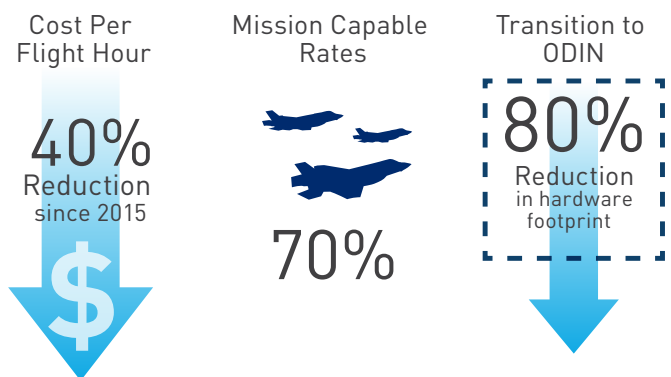 Cost Per
Flight Hour
40%
Reduction
since 2015
$
Mission Capable
Rates
70%
Transition to
ODIN
80%
Reduction
in hardware
footprint